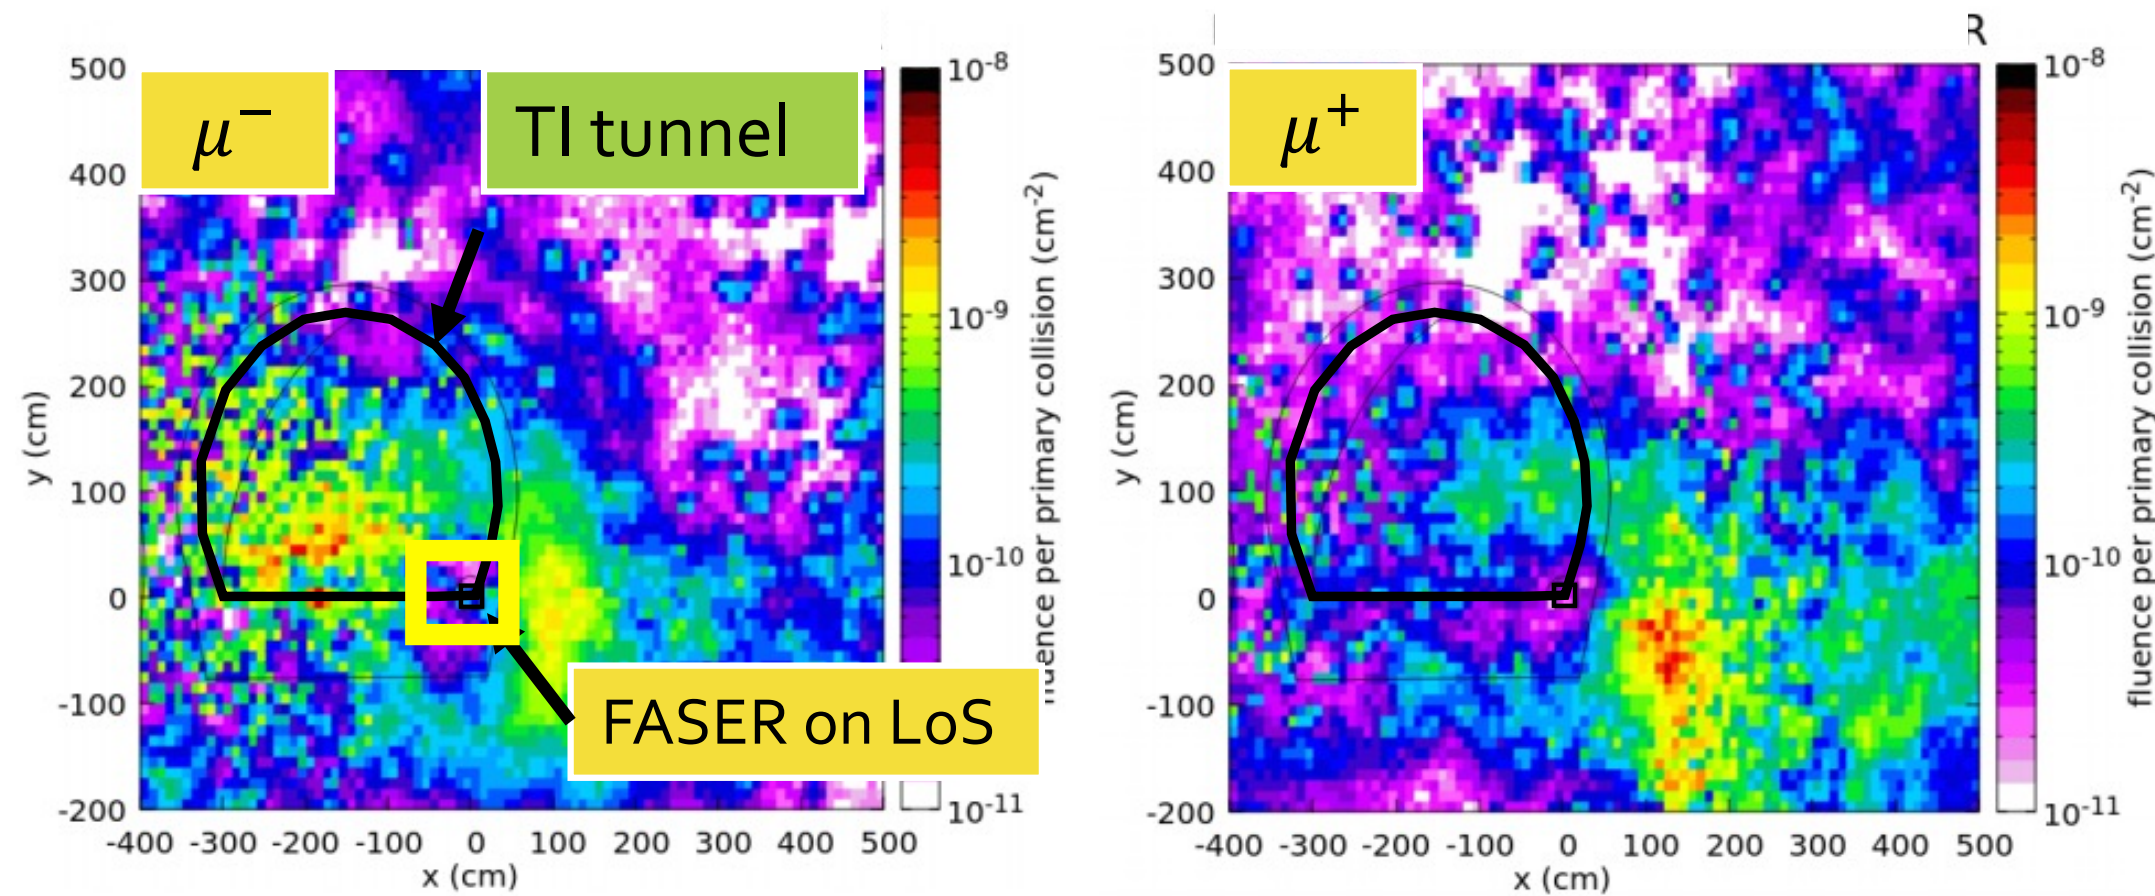 μ⁻
TI tunnel
FASER on LoS
500
400
300
200
100
0
-100
-200
y (cm)
-400 -300 -200 -100 0 100 200 300 400 500
x (cm)
10⁻⁸
10⁻⁹
10⁻¹⁰
10⁻¹¹
fluence per primary collision (cm⁻²)
R
μ⁺
500
400
300
200
100
0
-100
-200
y (cm)
-400 -300 -200 -100 0 100 200 300 400 500
x (cm)
10⁻⁸
10⁻⁹
10⁻¹⁰
10⁻¹¹
fluence per primary collision (cm⁻²)